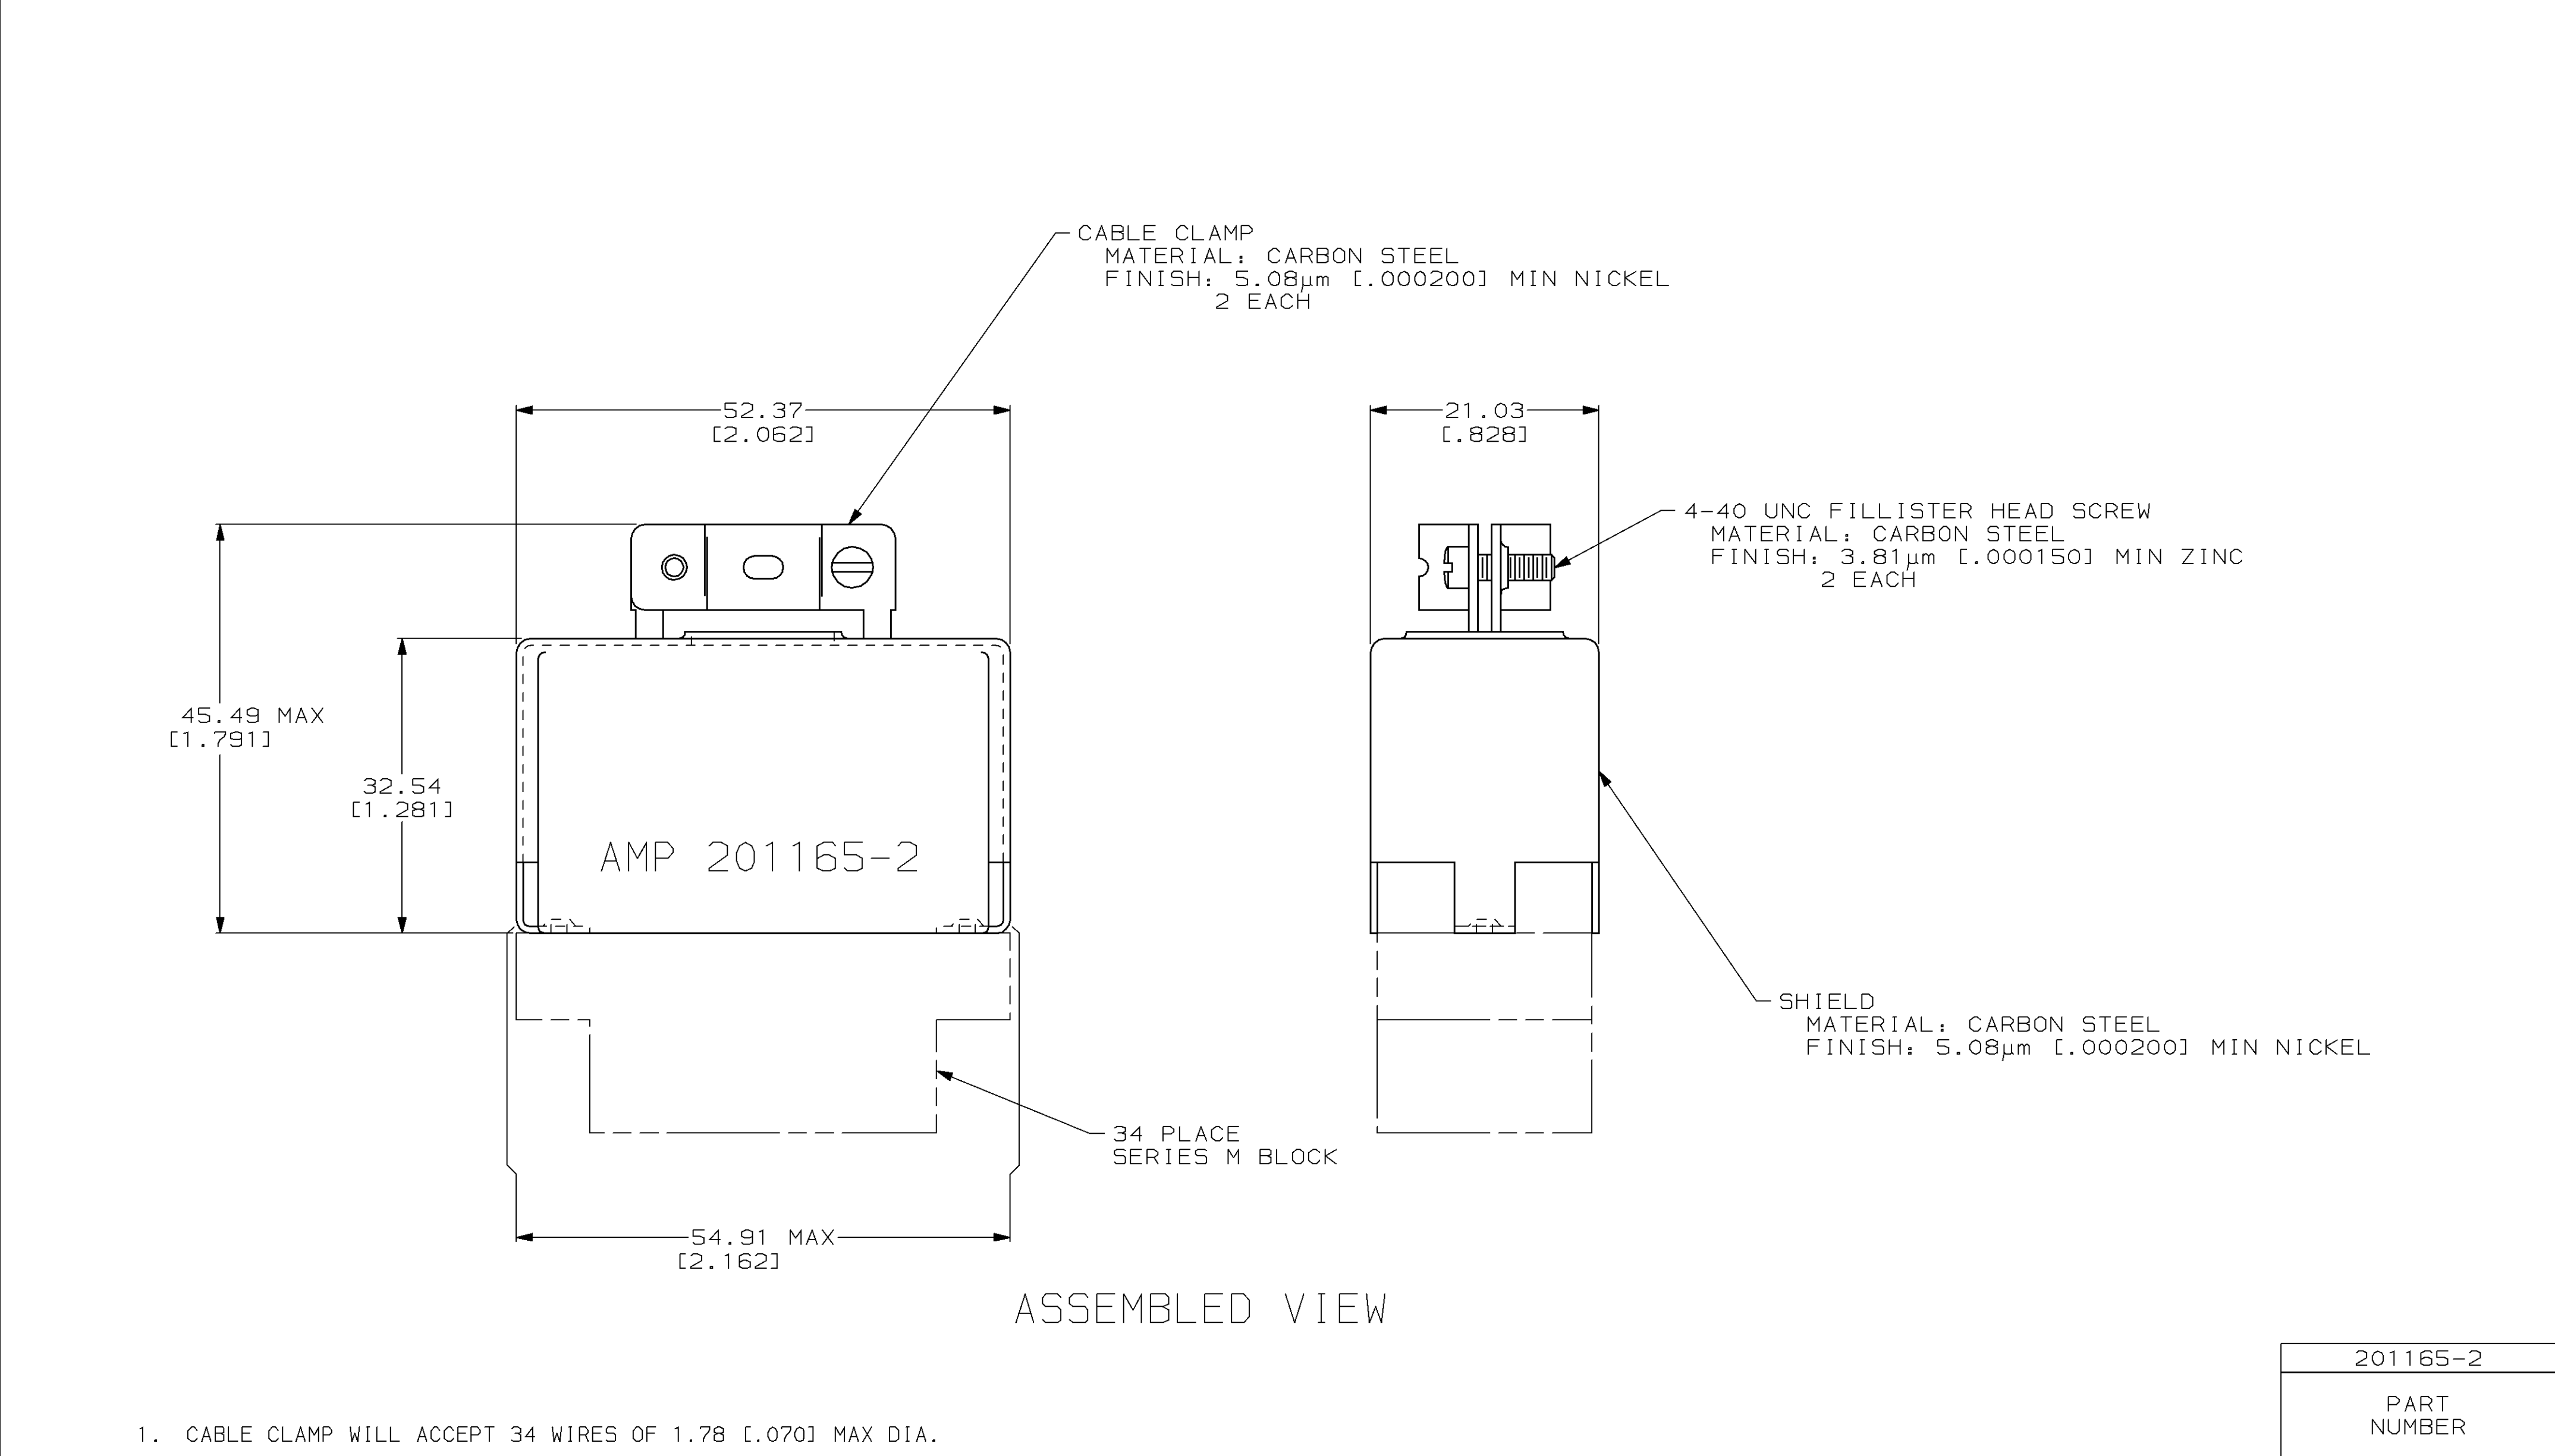 CABLE CLAMP
MATERIAL: CARBON STEEL
FINISH: 5.08µm [.000200] MIN NICKEL
2 EACH
52.37
[2.062]
21.03
[.828]
4-40 UNC FILLISTER HEAD SCREW
MATERIAL: CARBON STEEL
FINISH: 3.81µm [.000150] MIN ZINC
2 EACH
45.49 MAX
[1.791]
32.54
[1.281]
AMP 201165-2
SHIELD
MATERIAL: CARBON STEEL
FINISH: 5.08µm [.000200] MIN NICKEL
34 PLACE
SERIES M BLOCK
54.91 MAX
[2.162]
ASSEMBLED VIEW
201165-2
PART
NUMBER
1. CABLE CLAMP WILL ACCEPT 34 WIRES OF 1.78 [.070] MAX DIA.